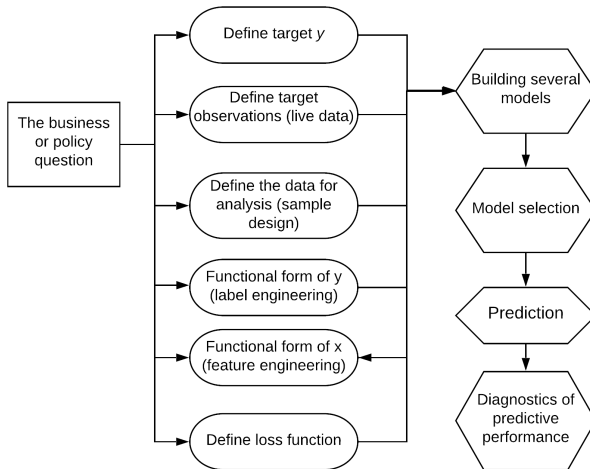 The business
or policy
question
Define target y
Define target
observations (live data)
Define the data for
analysis (sample
design)
Functional form of y
(label engineering)
Functional form of x
(feature engineering)
Define loss function
Building several
models
Model selection
Prediction
Diagnostics of
predictive
performance